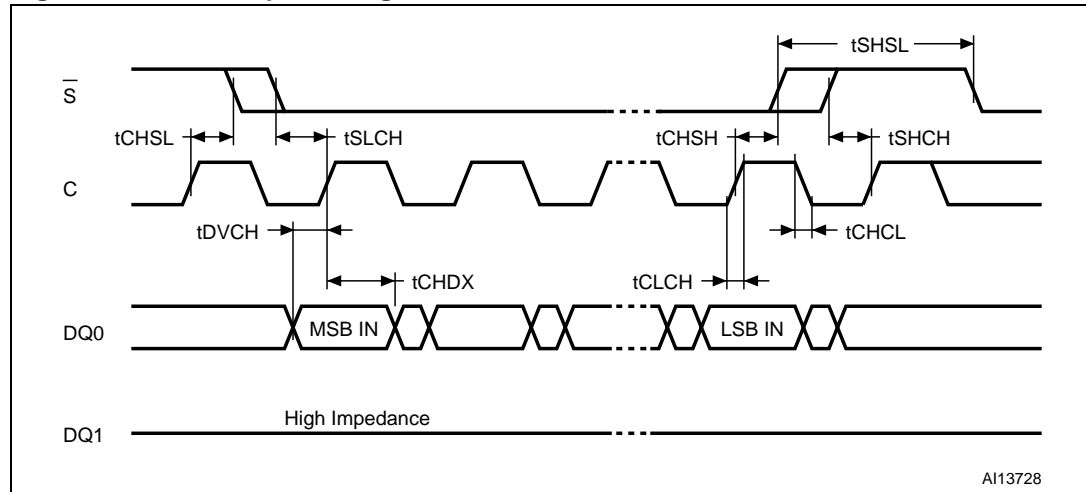 tSHSL
S
tCHSL
tSLCH
tCHSH
tSHCH
C
tDVCH
tCHCL
tCHDX
tCLCH
DQ0
MSB IN
LSB IN
High Impedance
DQ1
AI13728